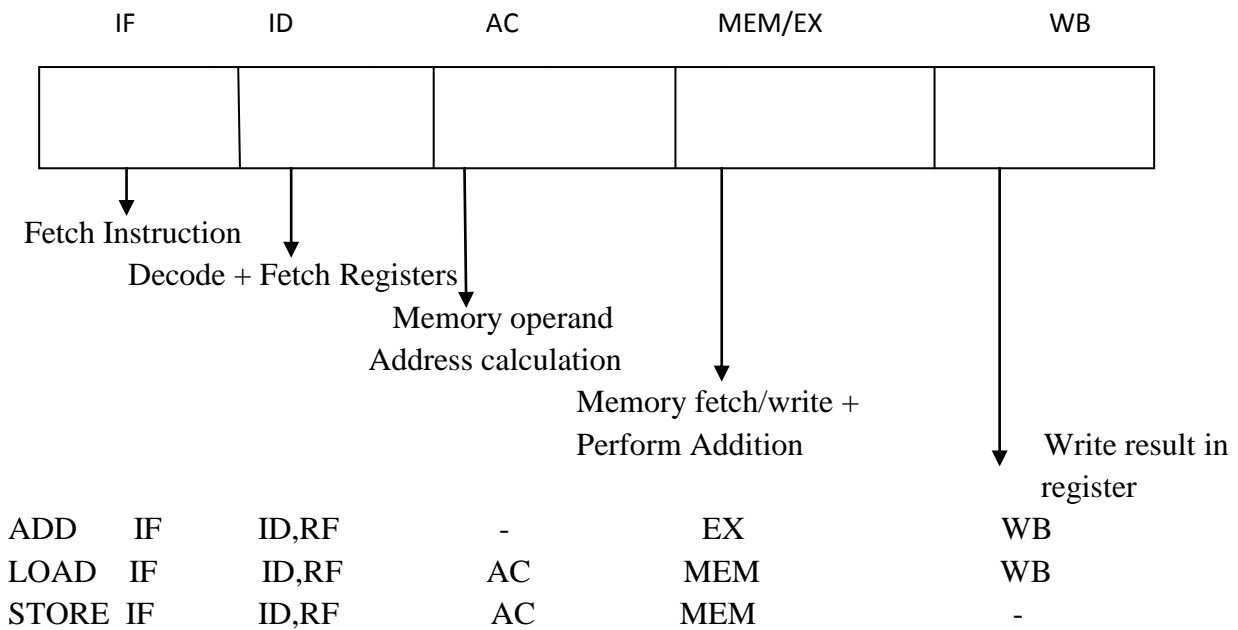 IF ID AC MEM/EX WB
Fetch Instruction
Decode + Fetch Registers
Memory operand
Address calculation
Memory fetch/write +
Perform Addition
Write result in
register
ADD IF ID,RF - EX WB
LOAD IF ID,RF AC MEM WB
STORE IF ID,RF AC MEM -